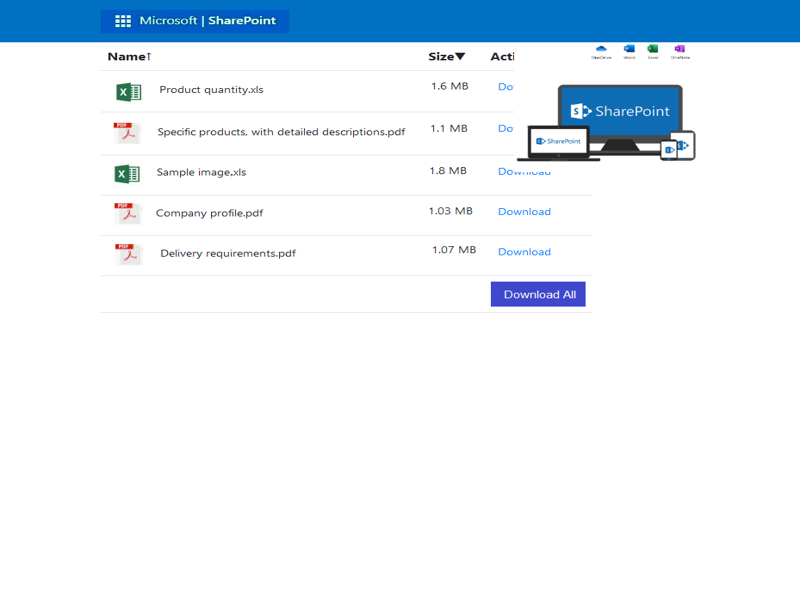 Microsoft | SharePoint
Name↑ Size▼ Acti
OneDrive Word Excel OneNote
Product quantity.xls 1.6 MB Do
SharePoint
Specific products, with detailed descriptions.pdf 1.1 MB Do
SharePoint
Sample image.xls 1.8 MB Download
Company profile.pdf 1.03 MB Download
Delivery requirements.pdf 1.07 MB Download
Download All